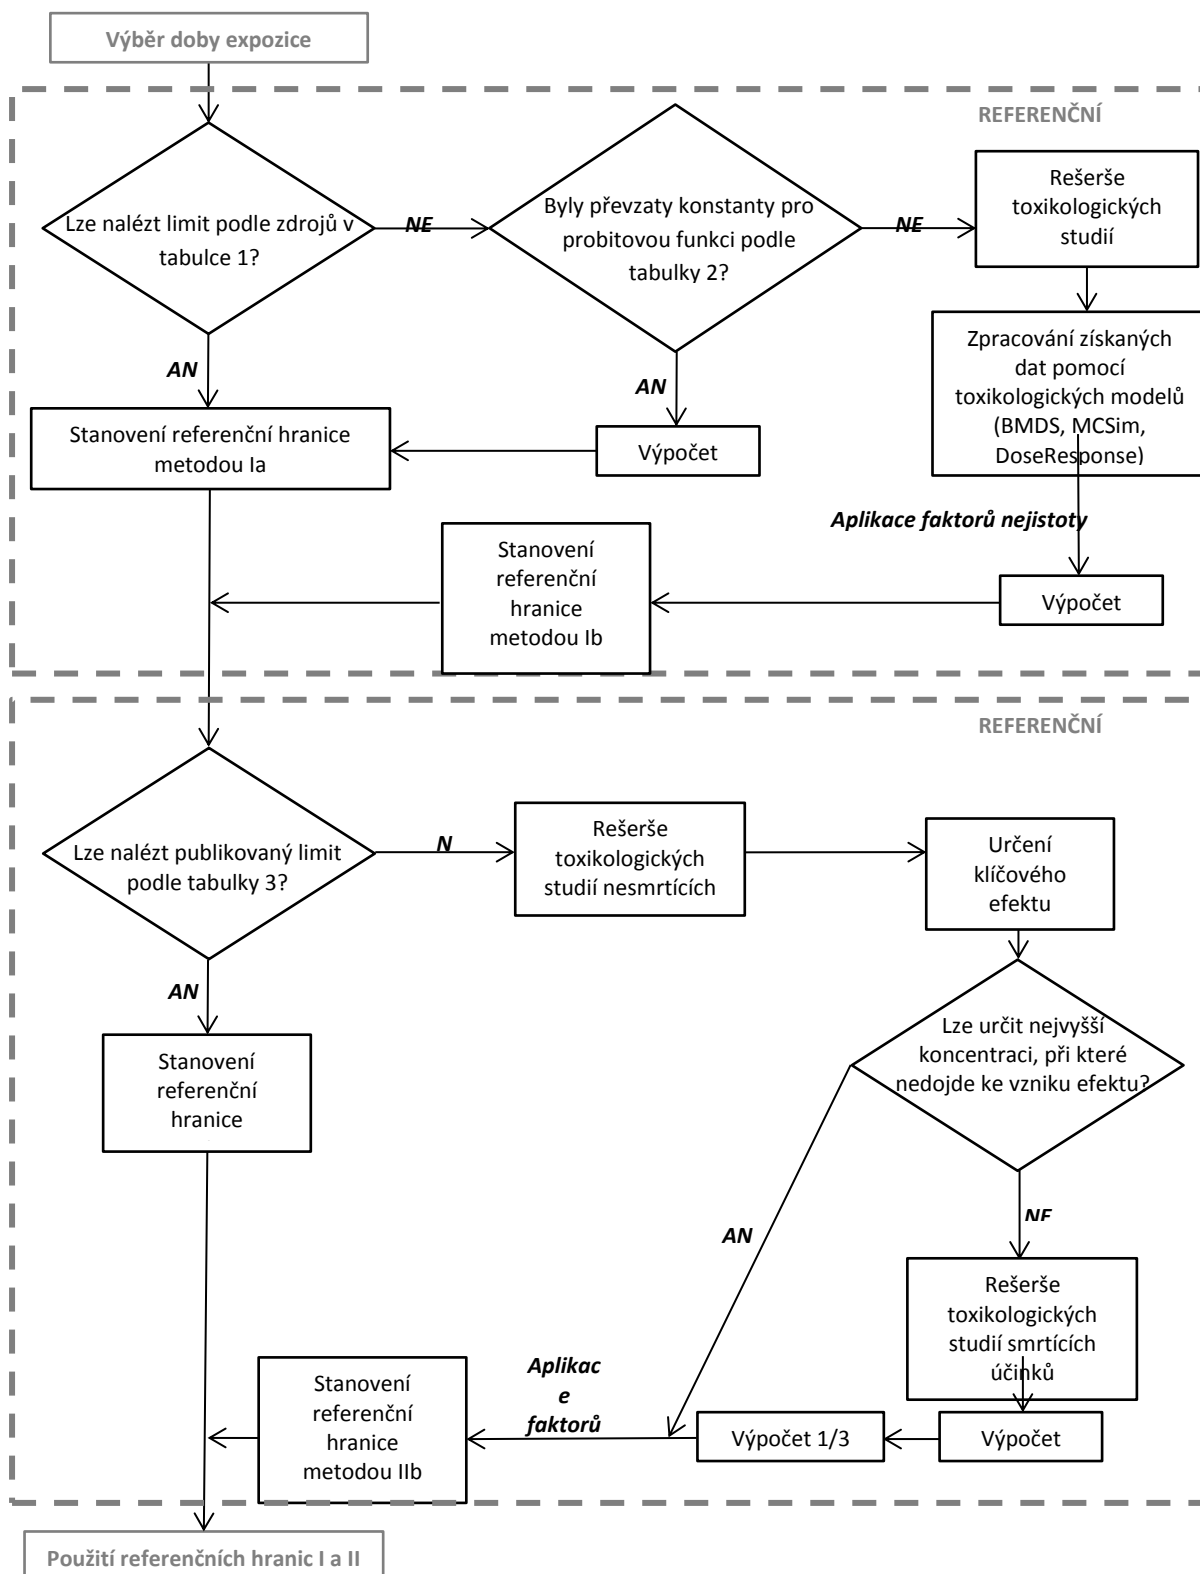 Výběr doby expozice
REFERENČNÍ
Lze nalézt limit podle zdrojů v
tabulce 1?
NE
Byly převzaty konstanty pro
probitovou funkci podle
tabulky 2?
NE
Rešerše
toxikologických
studií
Zpracování získaných
dat pomocí
toxikologických modelů
(BMDS, MCSim,
DoseResponse)
AN
AN
Stanovení referenční hranice
metodou Ia
Výpočet
Aplikace faktorů nejistoty
Stanovení
referenční
hranice
metodou Ib
Výpočet
REFERENČNÍ
Lze nalézt publikovaný limit
podle tabulky 3?
N
Rešerše
toxikologických
studií nesmrtících
Určení
klíčového
efektu
AN
Stanovení
referenční
hranice
Lze určit nejvyšší
koncentraci, při které
nedojde ke vzniku efektu?
AN
NE
Rešerše
toxikologických
studií smrtících
účinků
Aplikac
e
faktorů
Stanovení
referenční
hranice
metodou IIb
Výpočet 1/3
Výpočet
Použití referenčních hranic I a II